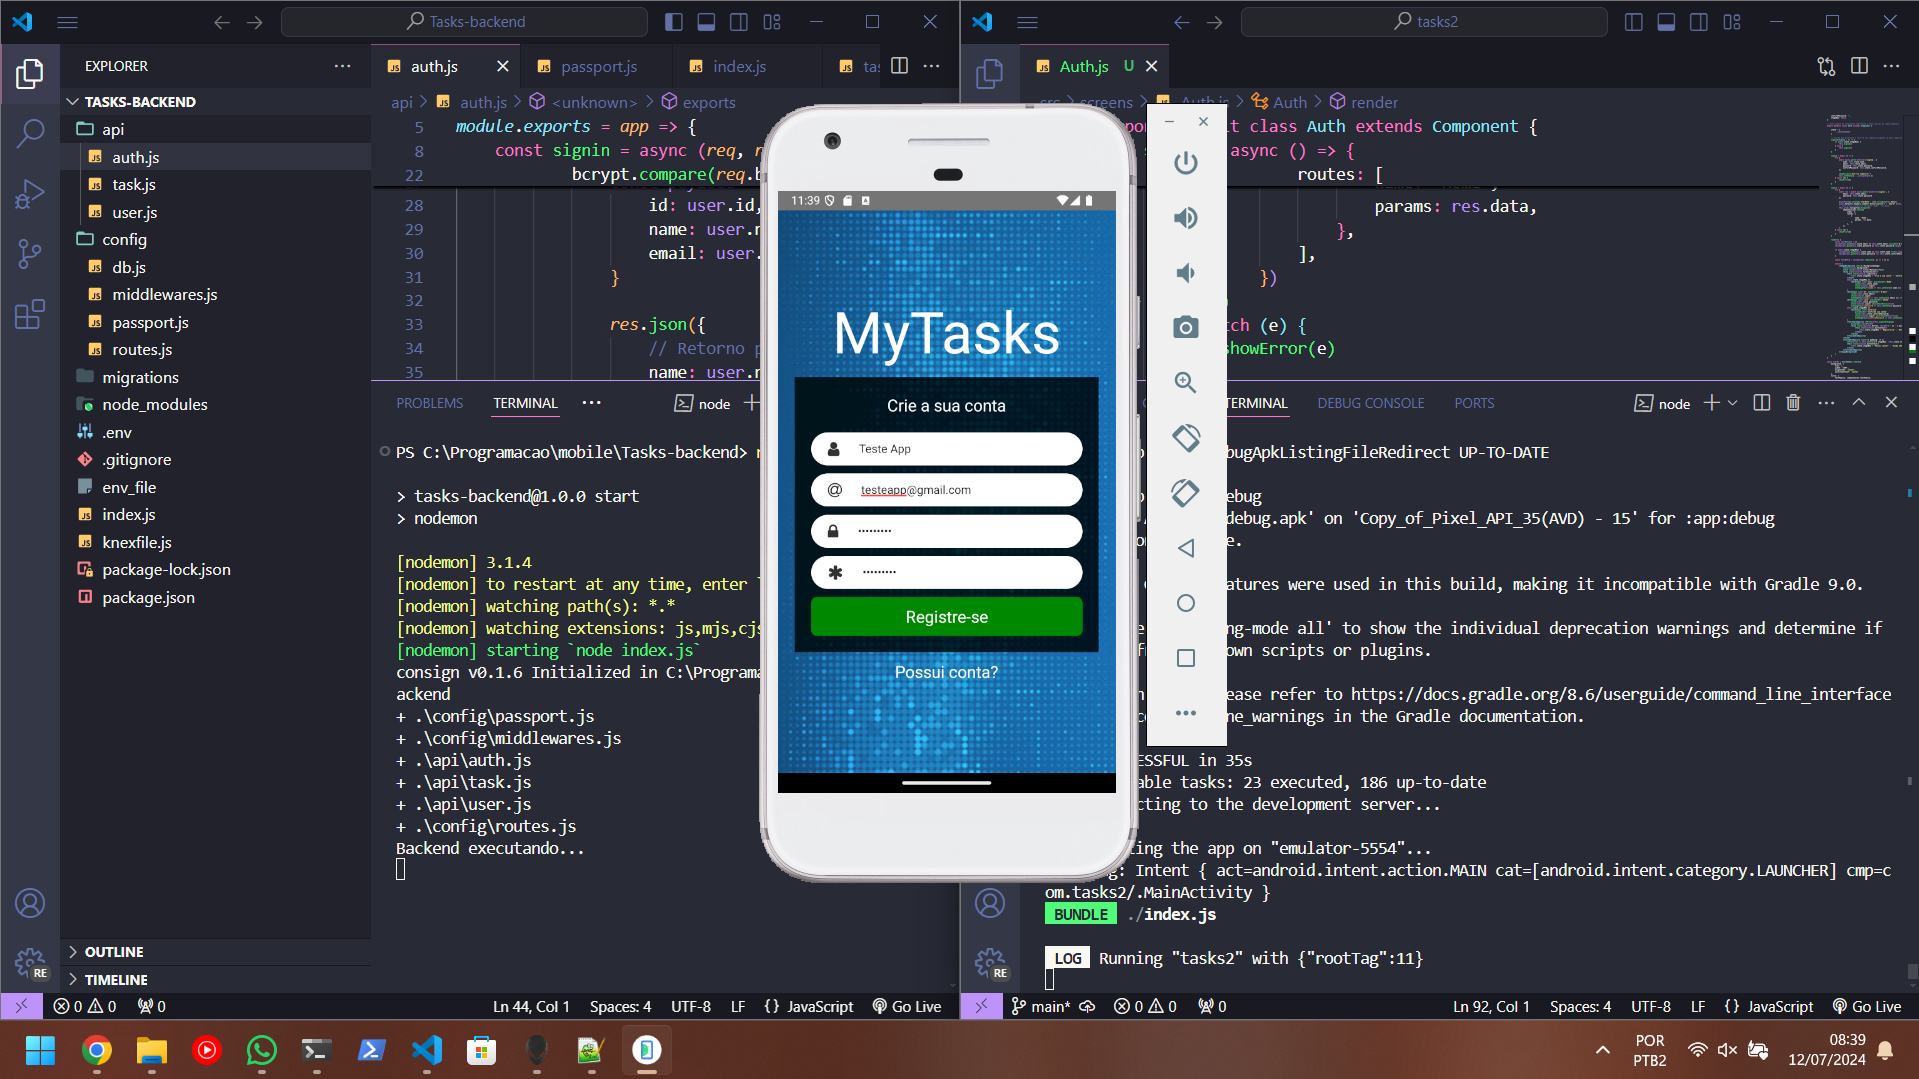 Tasks-backend
EXPLORER
TASKS-BACKEND
api
auth.js
task.js
user.js
config
db.js
middlewares.js
passport.js
routes.js
migrations
node_modules
.env
.gitignore
env_file
index.js
knexfile.js
package-lock.json
package.json
OUTLINE
TIMELINE
auth.js
passport.js
index.js
api > auth.js > <unknown> > exports
5 module.exports = app => {
8 const signin = async (req,
22 bcrypt.compare(req.
28 id: user.id,
29 name: user.
30 email: user.
31 }
32
33 res.json({
34 // Retorno
35 name: user.
PROBLEMS
TERMINAL
node
PS C:\Programacao\mobile\Tasks-backend>
> tasks-backend@1.0.0 start
> nodemon
[nodemon] 3.1.4
[nodemon] to restart at any time, enter `
[nodemon] watching path(s): *.*
[nodemon] watching extensions: js,mjs,cjs
[nodemon] starting `node index.js`
consign v0.1.6 Initialized in C:\Programa
ackend
+ .\config\passport.js
+ .\config\middlewares.js
+ .\api\auth.js
+ .\api\task.js
+ .\api\user.js
+ .\config\routes.js
Backend executando...
RE
0 0 0
Ln 44, Col 1
Spaces: 4
UTF-8
LF
{} JavaScript
Go Live
11:39
MyTasks
Crie a sua conta
Teste App
@ testeapp@gmail.com
·········
·········
Registre-se
Possui conta?
tasks2
Auth.js U
screens > Auth.js > Auth > render
class Auth extends Component {
async () => {
routes: [
params: res.data,
},
],
})
(e) {
showError(e)
TERMINAL
DEBUG CONSOLE
PORTS
node
bugApkListingFileRedirect UP-TO-DATE
ebug
debug.apk' on 'Copy_of_Pixel_API_35(AVD) - 15' for :app:debug
atures were used in this build, making it incompatible with Gradle 9.0.
ng-mode all' to show the individual deprecation warnings and determine if
own scripts or plugins.
ease refer to https://docs.gradle.org/8.6/userguide/command_line_interface
ne_warnings in the Gradle documentation.
ESSFUL in 35s
able tasks: 23 executed, 186 up-to-date
cting to the development server...
ing the app on "emulator-5554"...
g: Intent { act=android.intent.action.MAIN cat=[android.intent.category.LAUNCHER] cmp=c
om.tasks2/.MainActivity }
BUNDLE ./index.js
LOG Running "tasks2" with {"rootTag":11}
RE
main*
0 0 0
Ln 92, Col 1
Spaces: 4
UTF-8
LF
{} JavaScript
Go Live
POR
PTB2
08:39
12/07/2024